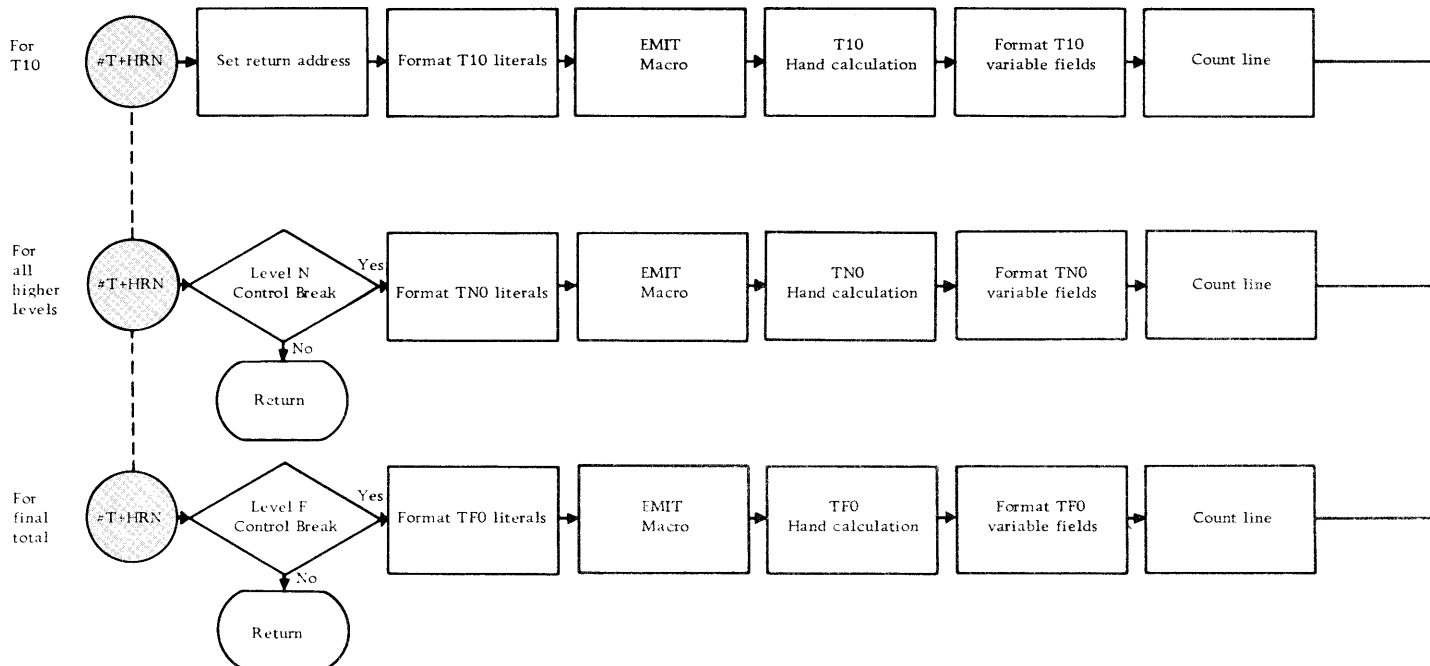 For
T10
#T+HRN
Set return address
Format T10 literals
EMIT
Macro
T10
Hand calculation
Format T10
variable fields
Count line
For
all
higher
levels
#T+HRN
Level N
Control Break
Yes
No
Return
Format TN0 literals
EMIT
Macro
TN0
Hand calculation
Format TN0
variable fields
Count line
For
final
total
#T+HRN
Level F
Control Break
Yes
No
Return
Format TF0 literals
EMIT
Macro
TF0
Hand calculation
Format TF0
variable fields
Count line